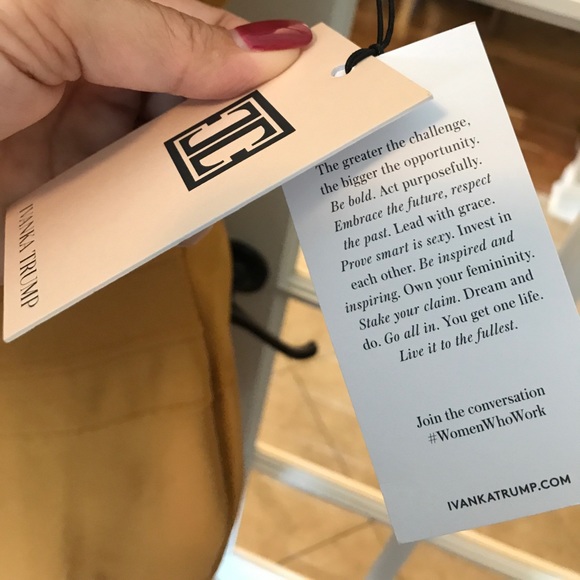 IVANKA TRUMP
The greater the challenge,
the bigger the opportunity.
Be bold. Act purposefully.
Embrace the future, respect
the past. Lead with grace.
Prove smart is sexy. Invest in
each other. Be inspired and
inspiring. Own your femininity.
Stake your claim. Dream and
do. Go all in. You get one life.
Live it to the fullest.
Join the conversation
#WomenWhoWork
IVANKATRUMP.COM